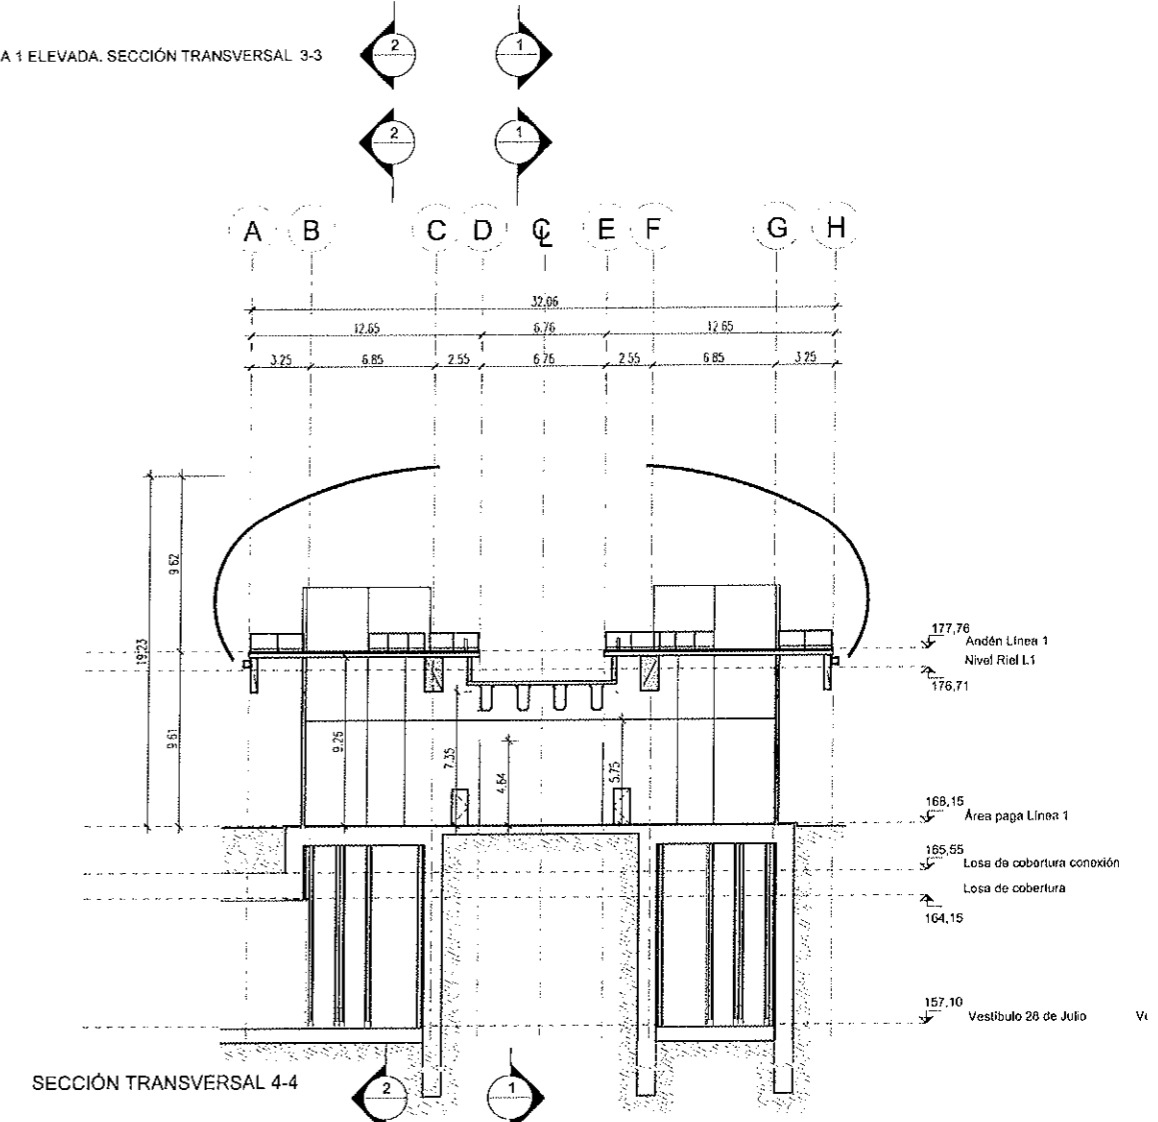 A 1 ELEVADA. SECCIÓN TRANSVERSAL 3-3
2 1
2 1
A B C D ℄ E F G H
32.06
12.65 6.76 12.65
3.25 6.85 2.55 6.76 2.55 6.85 3.25
9.62
19.23
9.61
9.26
7.35
4.64
5.75
177,76
Andén Línea 1
Nivel Riel L1
176,71
168,15
Área paga Línea 1
165,55
Losa de cobertura conexión
Losa de cobertura
164,15
157,10
Vestíbulo 28 de Julio
SECCIÓN TRANSVERSAL 4-4
2 1